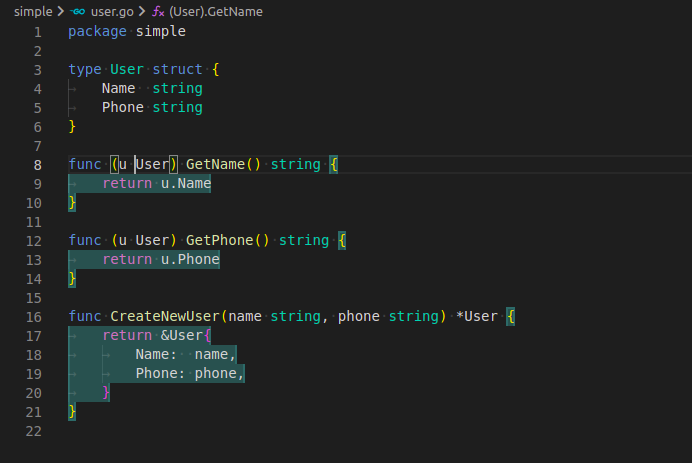 simple > GO user.go > (User).GetName
1 package simple
2
3 type User struct {
4     Name  string
5     Phone string
6 }
7
8 func (u User) GetName() string {
9     return u.Name
10 }
11
12 func (u User) GetPhone() string {
13     return u.Phone
14 }
15
16 func CreateNewUser(name string, phone string) *User {
17     return &User{
18         Name:  name,
19         Phone: phone,
20     }
21 }
22